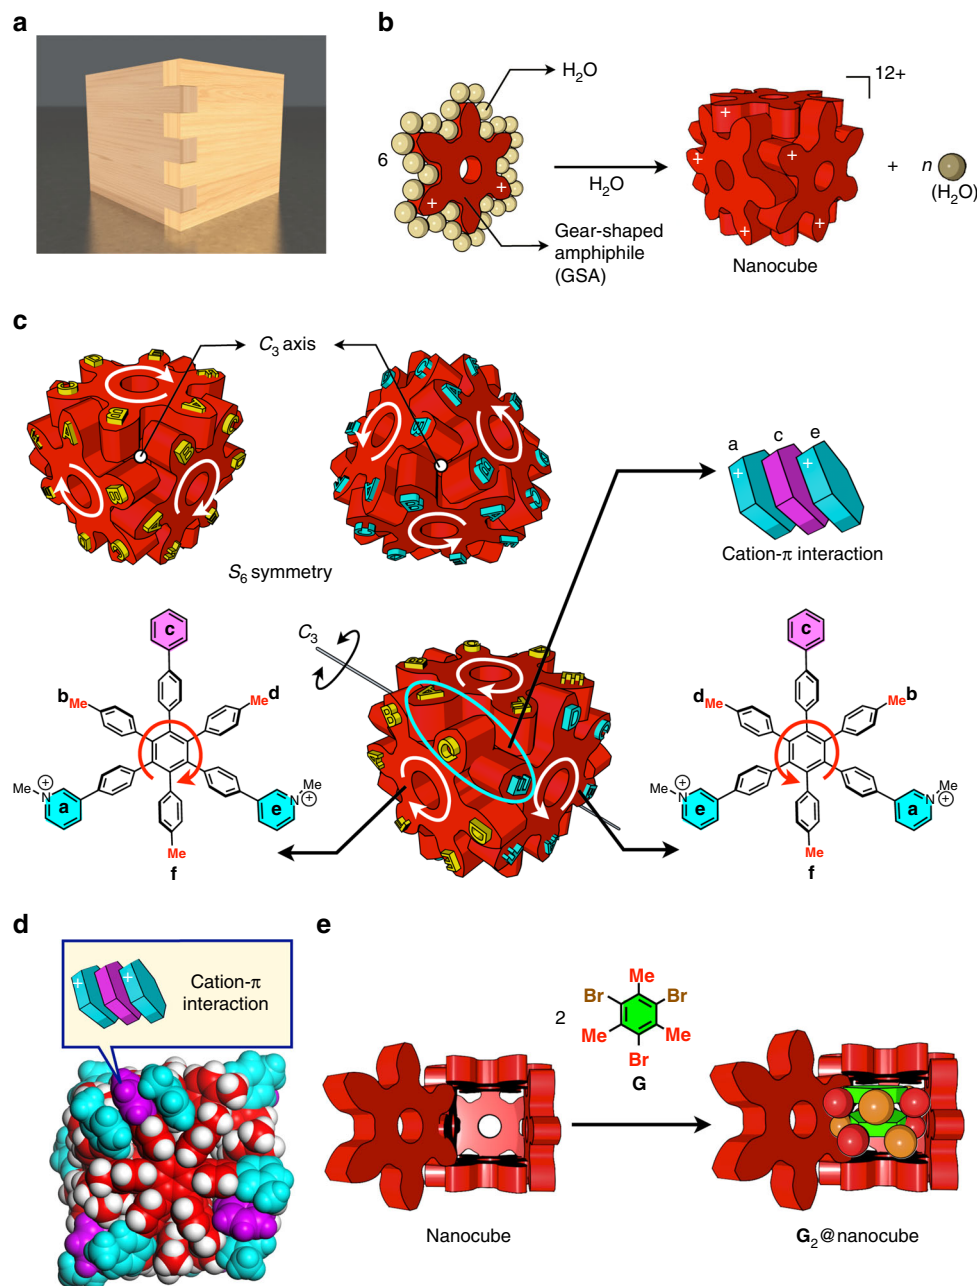 a
b
H2O
6
H2O
Gear-shaped
amphiphile
(GSA)
12+
Nanocube
+
n
(H2O)
c
C3 axis
S6 symmetry
a
c
e
Cation-π interaction
C3
c
b
Me
Me
d
Me
N
+
a
e
N
+
Me
Me
f
c
d
Me
Me
b
Me
N
+
e
a
N
+
Me
Me
f
d
Cation-π
interaction
e
2
Me
Br
Br
Me
Me
Br
G
Nanocube
G2@nanocube